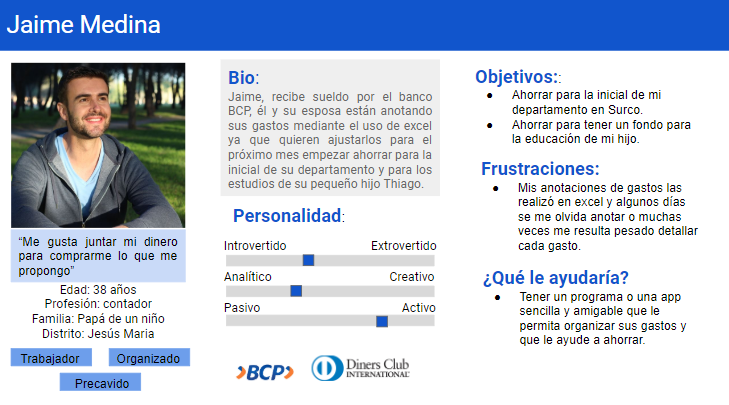 Jaime Medina
“Me gusta juntar mi dinero
para comprarme lo que me
propongo”
Edad: 38 años
Profesión: contador
Familia: Papá de un niño
Distrito: Jesús Maria
Trabajador
Organizado
Precavido
Bio:
Jaime, recibe sueldo por el banco
BCP, él y su esposa están anotando
sus gastos mediante el uso de excel
ya que quieren ajustarlos para el
próximo mes empezar ahorrar para la
inicial de su departamento y para los
estudios de su pequeño hijo Thiago.
Personalidad:
Introvertido Extrovertido
Analítico Creativo
Pasivo Activo
BCP
Diners Club
INTERNATIONAL
Objetivos::
● Ahorrar para la inicial de mi
departamento en Surco.
● Ahorrar para tener un fondo para
la educación de mi hijo.
Frustraciones:
● Mis anotaciones de gastos las
realizó en excel y algunos días
se me olvida anotar o muchas
veces me resulta pesado detallar
cada gasto.
¿Qué le ayudaría?
● Tener un programa o una app
sencilla y amigable que le
permita organizar sus gastos y
que le ayude a ahorrar.